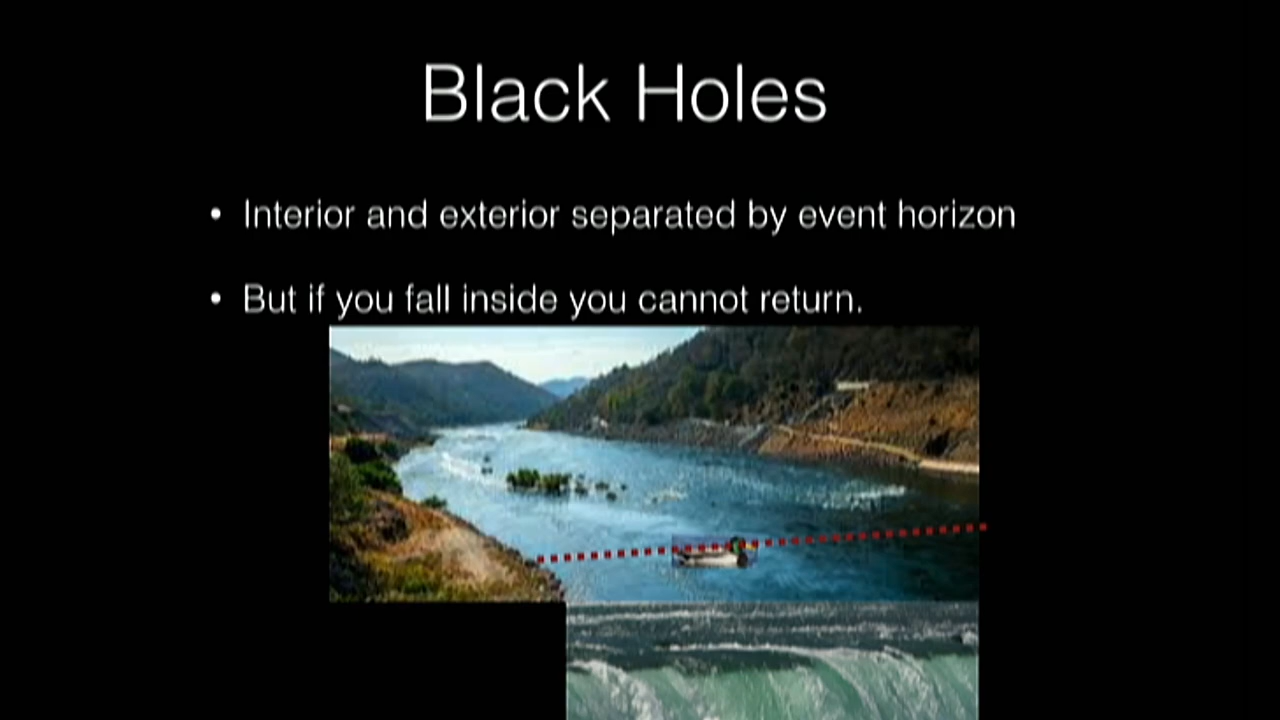 Black Holes
• Interior and exterior separated by event horizon
• But if you fall inside you cannot return.